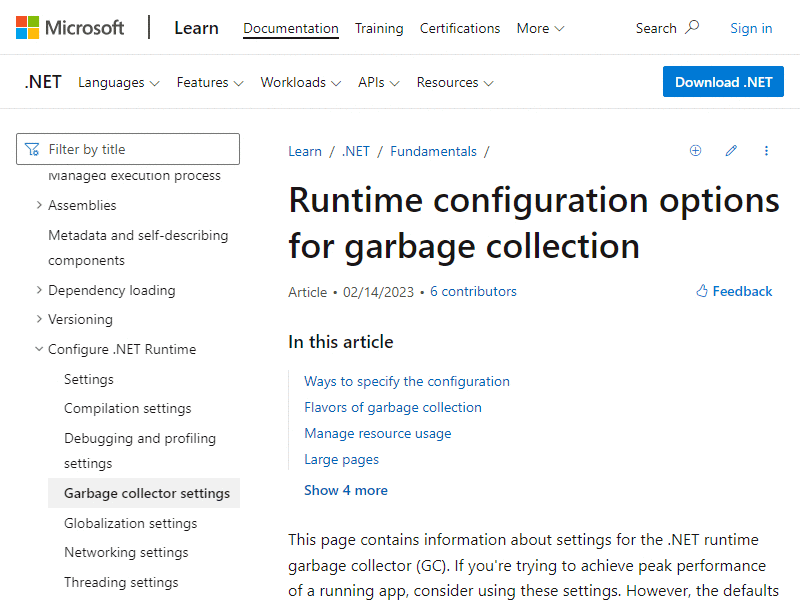 Microsoft Learn Documentation Training Certifications More Search Sign in
.NET Languages Features Workloads APIs Resources Download .NET
Filter by title
Managed execution process
Assemblies
Metadata and self-describing
components
Dependency loading
Versioning
Configure .NET Runtime
Settings
Compilation settings
Debugging and profiling
settings
Garbage collector settings
Globalization settings
Networking settings
Threading settings
Learn / .NET / Fundamentals /
Runtime configuration options
for garbage collection
Article • 02/14/2023 • 6 contributors
Feedback
In this article
Ways to specify the configuration
Flavors of garbage collection
Manage resource usage
Large pages
Show 4 more
This page contains information about settings for the .NET runtime
garbage collector (GC). If you're trying to achieve peak performance
of a running app, consider using these settings. However, the defaults